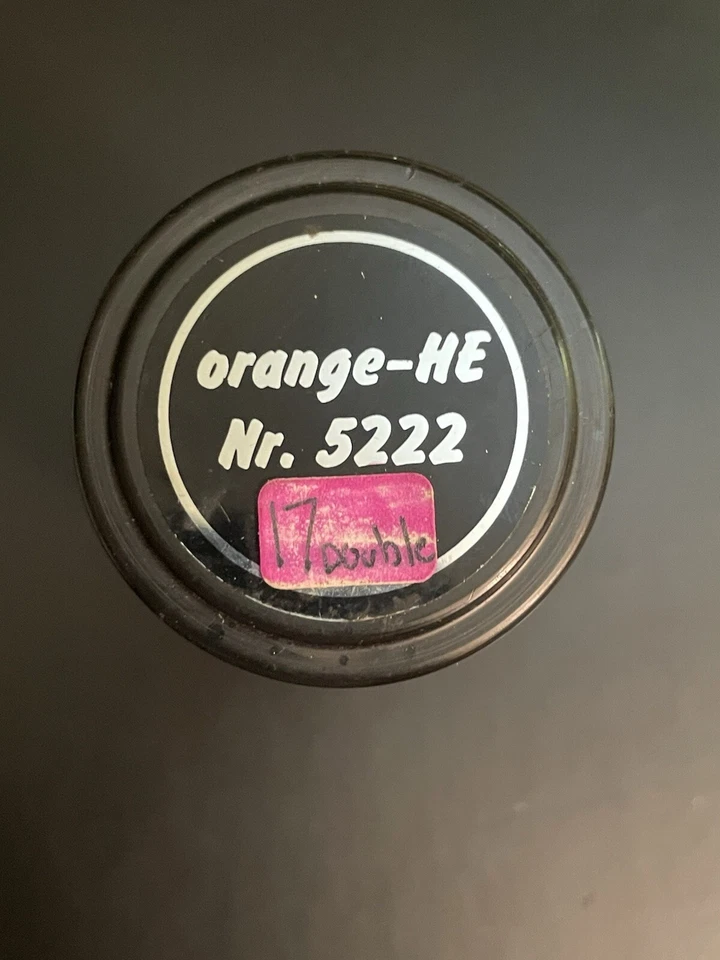 orange-HE
Nr. 5222
17 Double